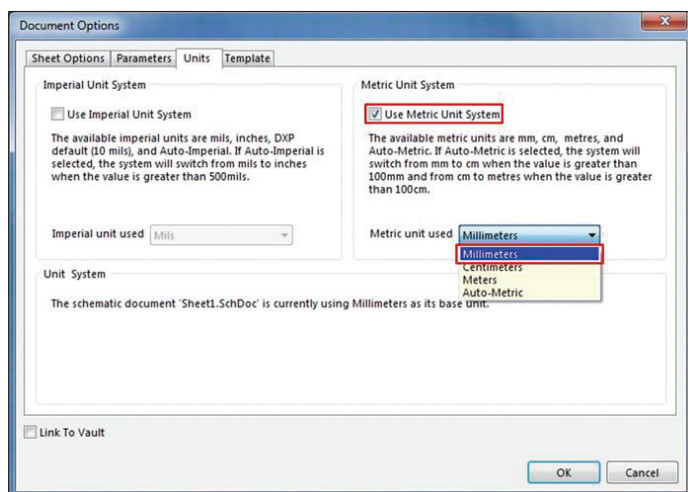 Document Options
Sheet Options Parameters Units Template
Imperial Unit System
Use Imperial Unit System
The available imperial units are mils, inches, DXP
default (10 mils), and Auto-Imperial. If Auto-Imperial is
selected, the system will switch from mils to inches
when the value is greater than 500mils.
Imperial unit used Mils
Metric Unit System
Use Metric Unit System
The available metric units are mm, cm, metres, and
Auto-Metric. If Auto-Metric is selected, the system will
switch from mm to cm when the value is greater than
100mm and from cm to metres when the value is greater
than 100cm.
Metric unit used Millimeters
Millimeters
Centimeters
Meters
Auto-Metric
Unit System
The schematic document 'Sheet1.SchDoc' is currently using Millimeters as its base unit.
Link To Vault
OK Cancel